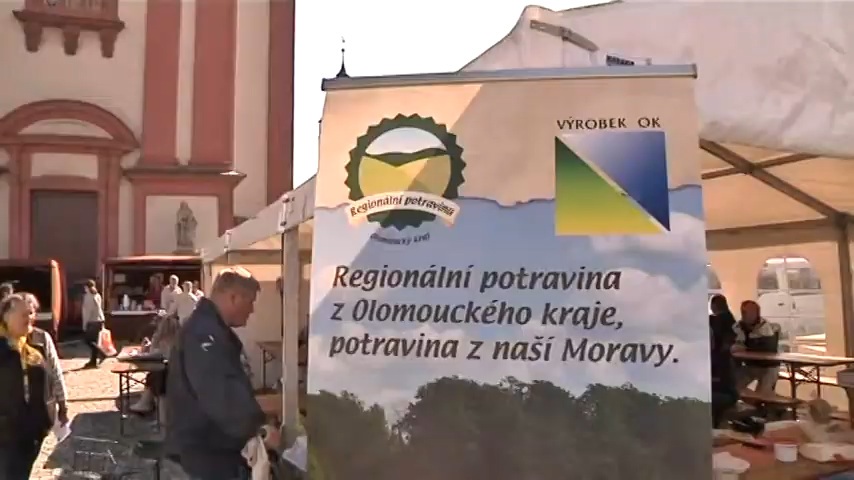 VÝROBEK OK
Regionální potravina
Olomoucký kraj
Regionální potravina
z Olomouckého kraje,
potravina z naší Moravy.